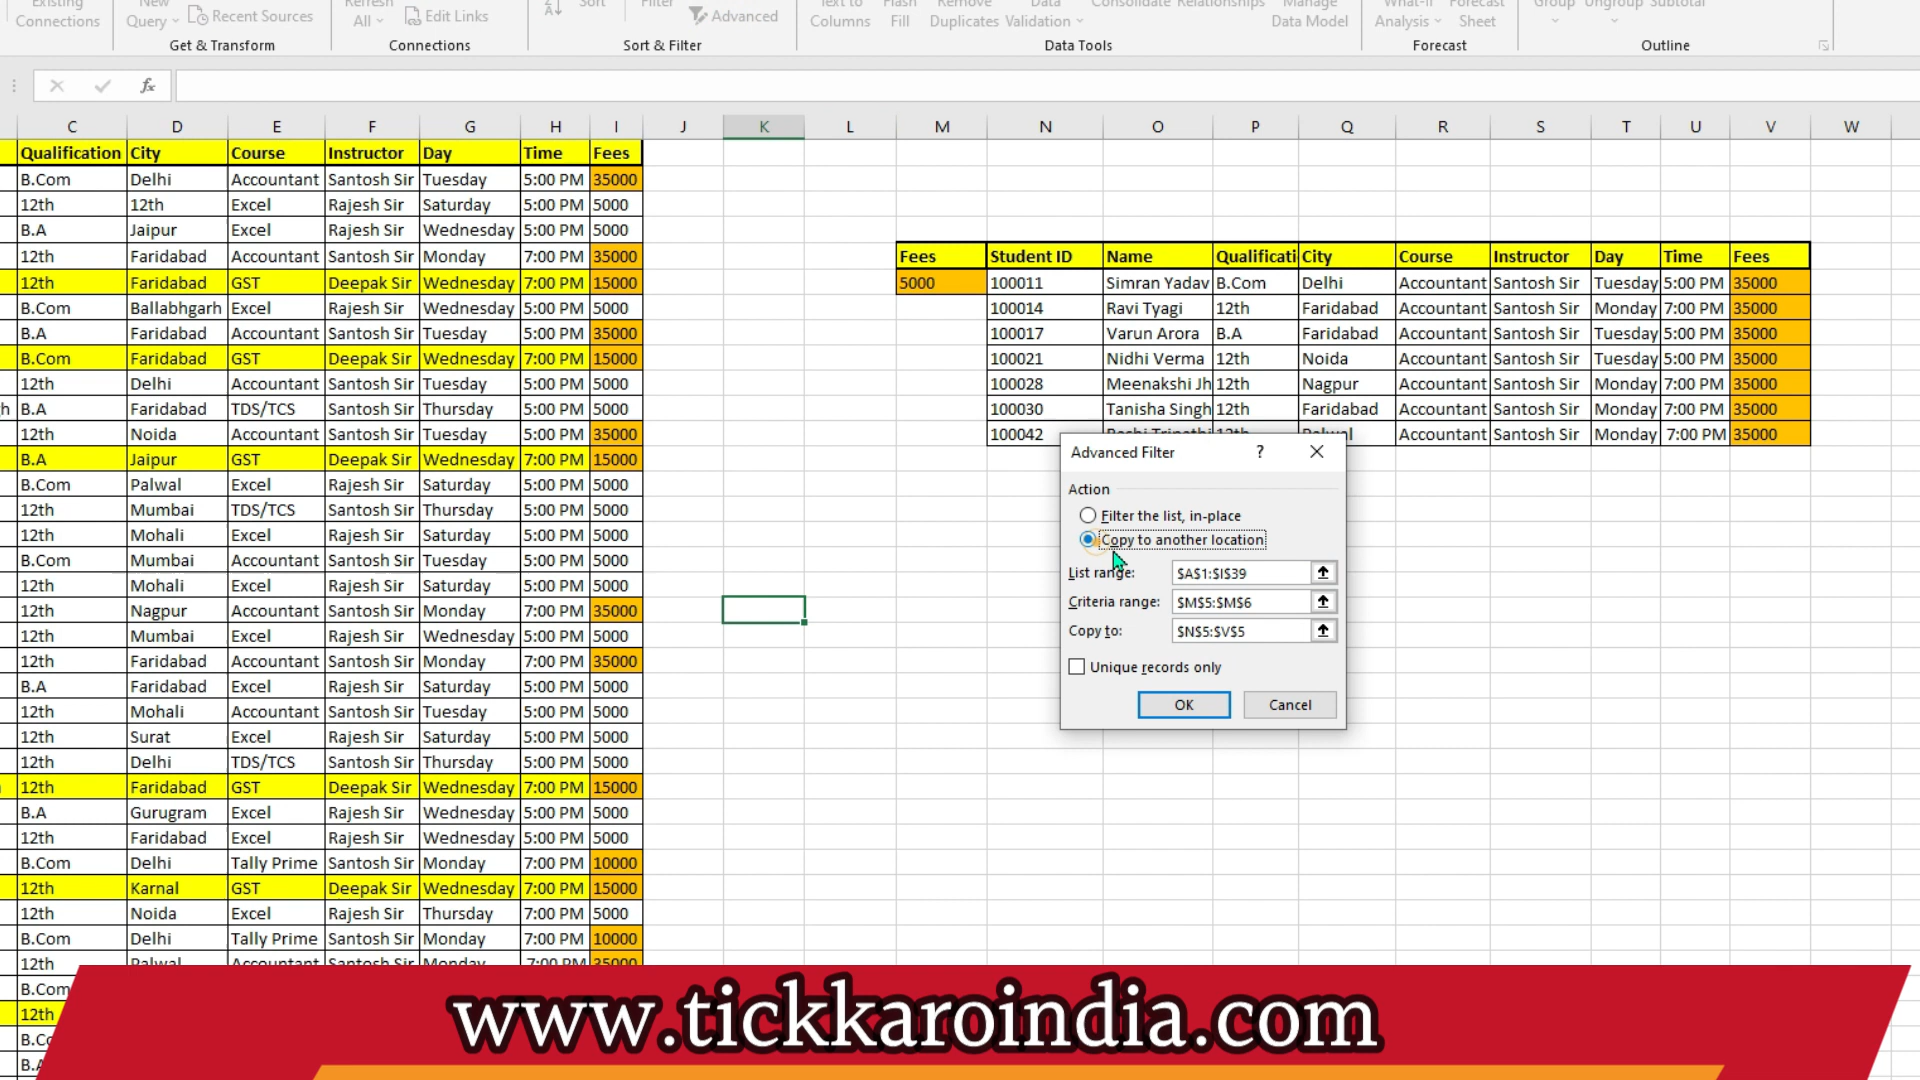 Existing New Refresh Sort Filter Text to Flash Remove Data Consolidate Relationships Manage What-If Forecast Group Ungroup Subtotal
Connections Query Recent Sources All Edit Links Advanced Columns Fill Duplicates Validation Data Model Analysis Sheet
Get & Transform Connections Sort & Filter Data Tools Forecast Outline
fx
C D E F G H I J K L M N O P Q R S T U V W
Qualification City Course Instructor Day Time Fees
B.Com Delhi Accountant Santosh Sir Tuesday 5:00 PM 35000
12th 12th Excel Rajesh Sir Saturday 5:00 PM 5000
B.A Jaipur Excel Rajesh Sir Wednesday 5:00 PM 5000
12th Faridabad Accountant Santosh Sir Monday 7:00 PM 35000
12th Faridabad GST Deepak Sir Wednesday 7:00 PM 15000
B.Com Ballabhgarh Excel Rajesh Sir Wednesday 5:00 PM 5000
B.A Faridabad Accountant Santosh Sir Tuesday 5:00 PM 35000
B.Com Faridabad GST Deepak Sir Wednesday 7:00 PM 15000
12th Delhi Accountant Santosh Sir Tuesday 5:00 PM 5000
h B.A Faridabad TDS/TCS Santosh Sir Thursday 5:00 PM 5000
12th Noida Accountant Santosh Sir Tuesday 5:00 PM 35000
B.A Jaipur GST Deepak Sir Wednesday 7:00 PM 15000
B.Com Palwal Excel Rajesh Sir Saturday 5:00 PM 5000
12th Mumbai TDS/TCS Santosh Sir Thursday 5:00 PM 5000
12th Mohali Excel Rajesh Sir Saturday 5:00 PM 5000
B.Com Mumbai Accountant Santosh Sir Tuesday 5:00 PM 5000
12th Mohali Excel Rajesh Sir Saturday 5:00 PM 5000
12th Nagpur Accountant Santosh Sir Monday 7:00 PM 35000
12th Mumbai Excel Rajesh Sir Wednesday 5:00 PM 5000
12th Faridabad Accountant Santosh Sir Monday 7:00 PM 35000
B.A Faridabad Excel Rajesh Sir Saturday 5:00 PM 5000
12th Mohali Accountant Santosh Sir Tuesday 5:00 PM 5000
12th Surat Excel Rajesh Sir Saturday 5:00 PM 5000
12th Delhi TDS/TCS Santosh Sir Thursday 5:00 PM 5000
12th Faridabad GST Deepak Sir Wednesday 7:00 PM 15000
B.A Gurugram Excel Rajesh Sir Wednesday 5:00 PM 5000
12th Faridabad Excel Rajesh Sir Wednesday 5:00 PM 5000
B.Com Delhi Tally Prime Santosh Sir Monday 7:00 PM 10000
12th Karnal GST Deepak Sir Wednesday 7:00 PM 15000
12th Noida Excel Rajesh Sir Thursday 7:00 PM 5000
B.Com Delhi Tally Prime Santosh Sir Monday 7:00 PM 10000
12th Palwal Accountant Santosh Sir Monday 7:00 PM 35000
B.Com
12th
B.Co
B.A
Fees Student ID Name Qualificati City Course Instructor Day Time Fees
5000 100011 Simran Yadav B.Com Delhi Accountant Santosh Sir Tuesday 5:00 PM 35000
100014 Ravi Tyagi 12th Faridabad Accountant Santosh Sir Monday 7:00 PM 35000
100017 Varun Arora B.A Faridabad Accountant Santosh Sir Tuesday 5:00 PM 35000
100021 Nidhi Verma 12th Noida Accountant Santosh Sir Tuesday 5:00 PM 35000
100028 Meenakshi Jh 12th Nagpur Accountant Santosh Sir Monday 7:00 PM 35000
100030 Tanisha Singh 12th Faridabad Accountant Santosh Sir Monday 7:00 PM 35000
100042 12th Palwal Accountant Santosh Sir Monday 7:00 PM 35000
Advanced Filter ?
Action
Filter the list, in-place
Copy to another location
List range: $A$1:$I$39
Criteria range: $M$5:$M$6
Copy to: $N$5:$V$5
Unique records only
OK Cancel
www.tickkaroindia.com